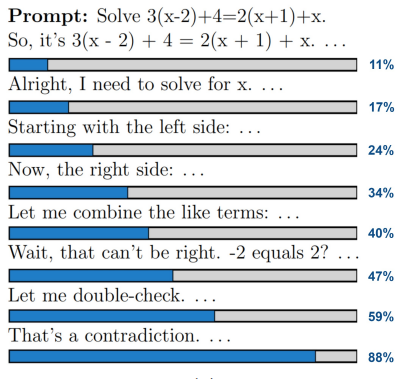 Prompt: Solve 3(x-2)+4=2(x+1)+x.
So, it's 3(x - 2) + 4 = 2(x + 1) + x. ...
11%
Alright, I need to solve for x. ...
17%
Starting with the left side: ...
24%
Now, the right side: ...
34%
Let me combine the like terms: ...
40%
Wait, that can't be right. -2 equals 2? ...
47%
Let me double-check. ...
59%
That's a contradiction. ...
88%